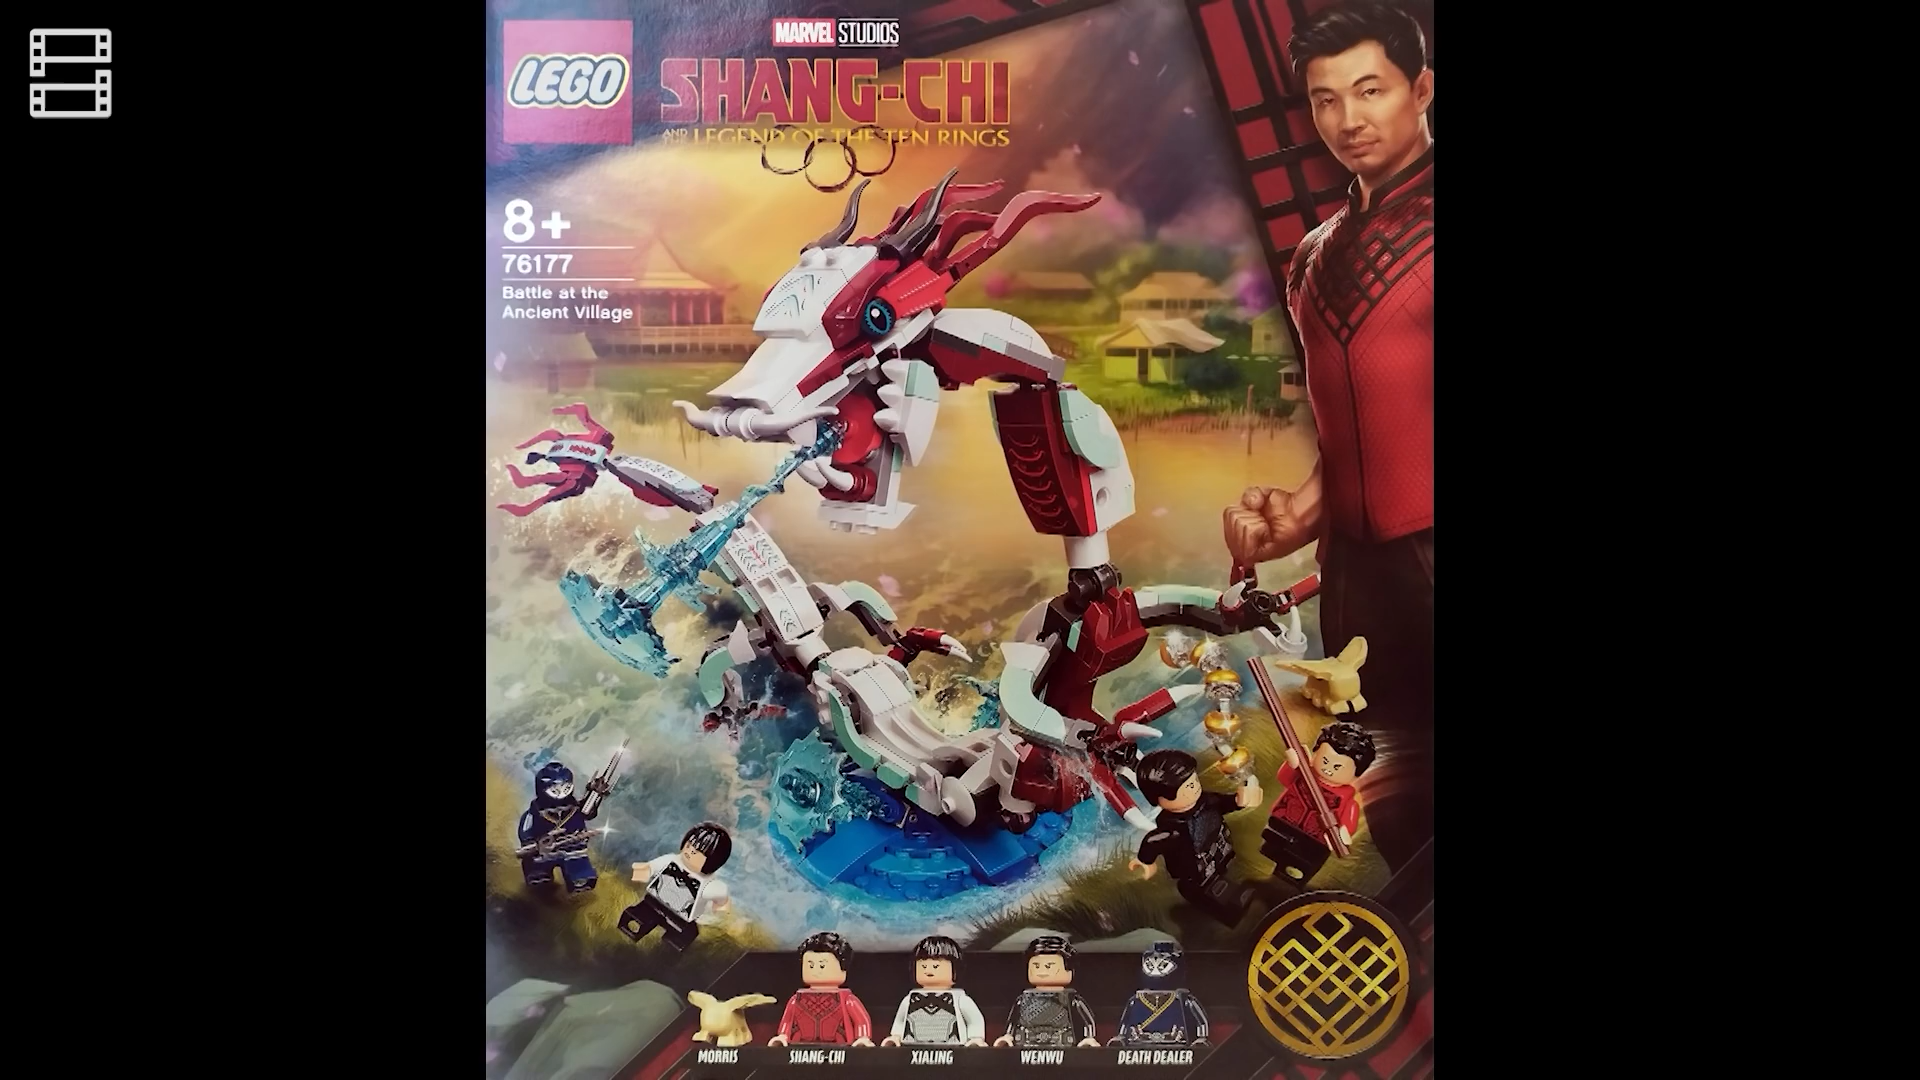 MARVEL STUDIOS
LEGO
SHANG-CHI
AND THE LEGEND OF THE TEN RINGS
8+
76177
Battle at the
Ancient Village
MORRIS
SHANG-CHI
XIALING
WENWU
DEATH DEALER